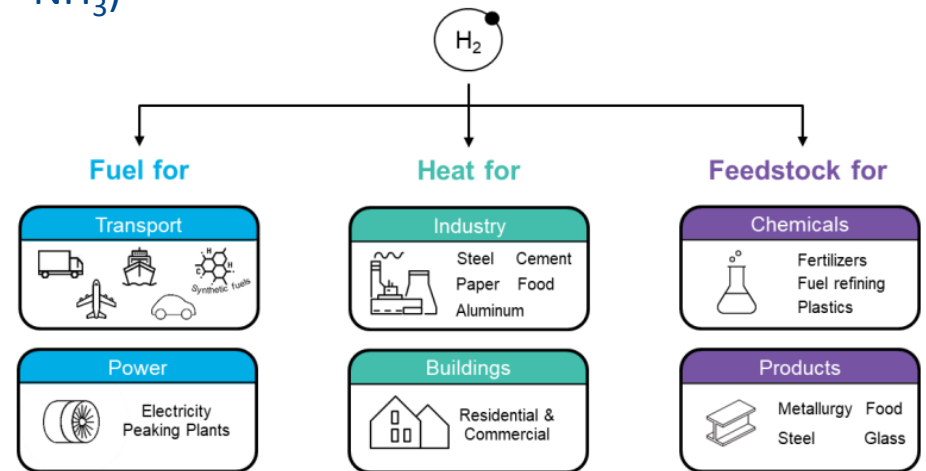 NH₃)
H₂
Fuel for
Heat for
Feedstock for
Transport
H
C
H
Synthetic fuels
Industry
Steel Cement
Paper Food
Aluminum
Chemicals
Fertilizers
Fuel refining
Plastics
Power
Electricity
Peaking Plants
Buildings
Residential &
Commercial
Products
Metallurgy Food
Steel Glass